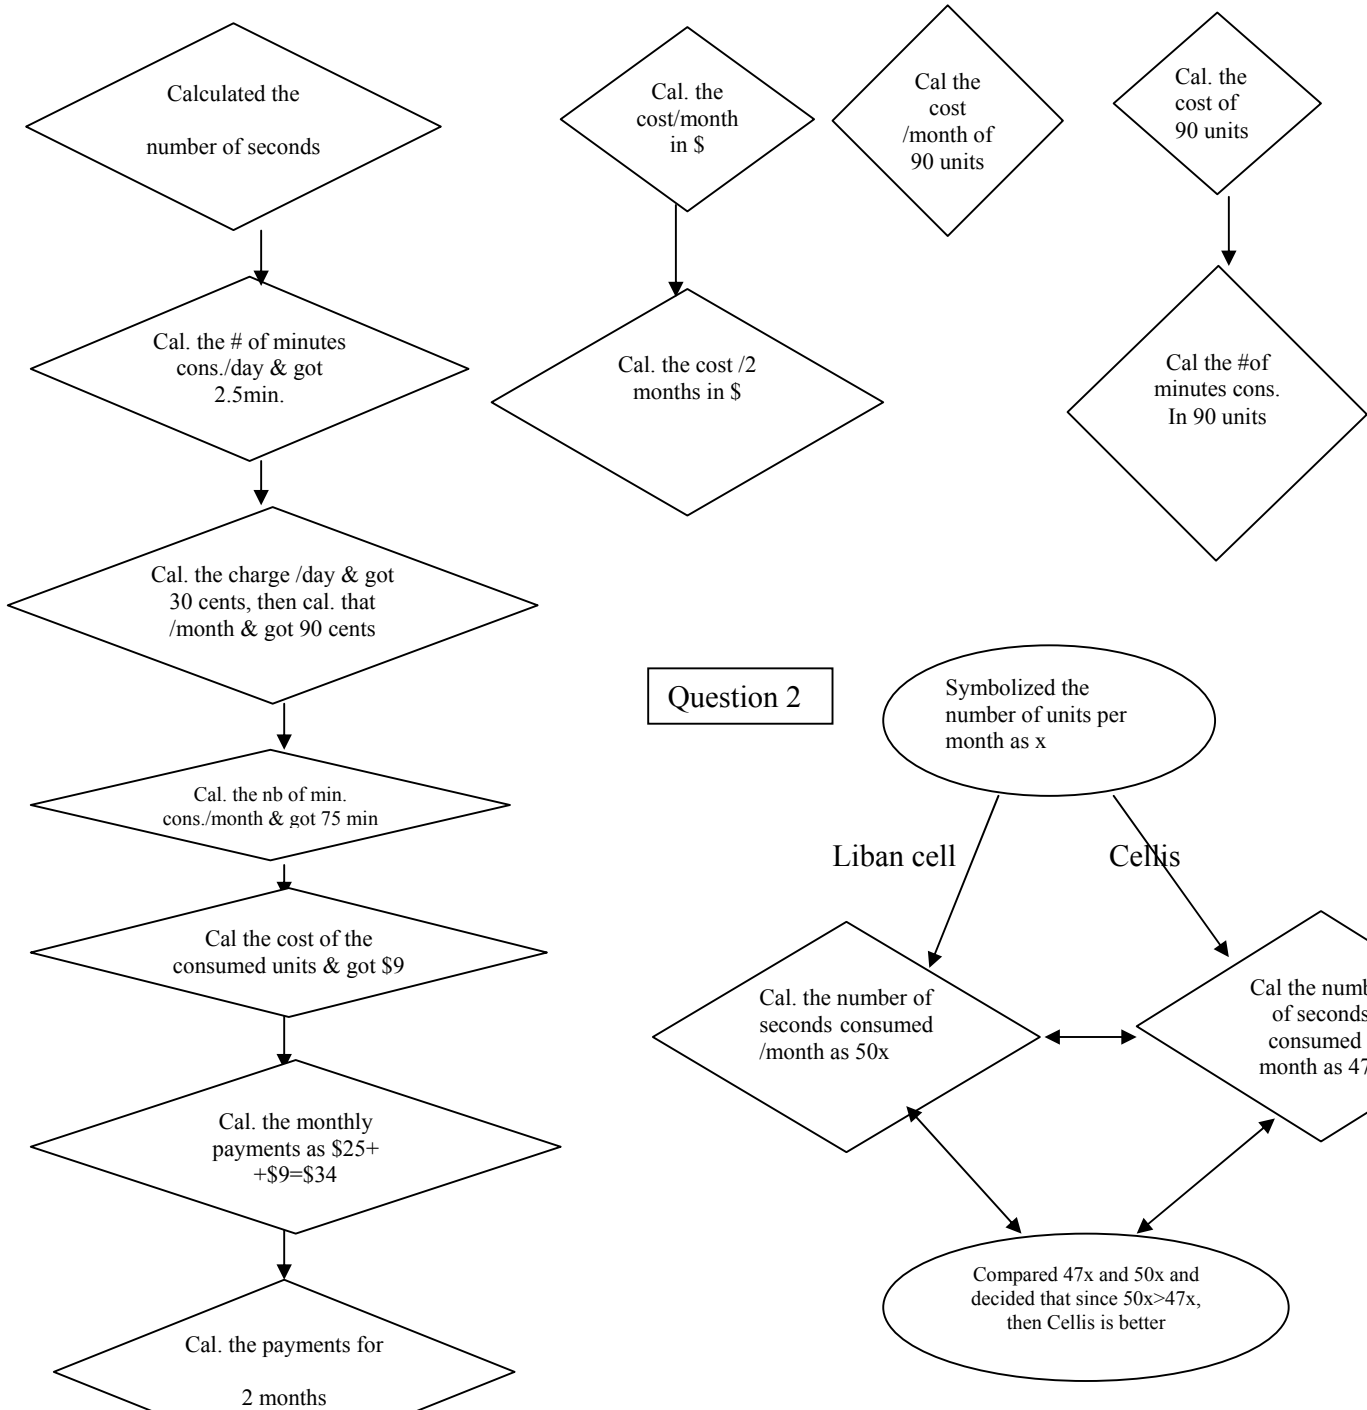 Calculated the
number of seconds
Cal. the # of minutes
cons./day & got
2.5min.
Cal. the charge /day & got
30 cents, then cal. that
/month & got 90 cents
Cal. the nb of min.
cons./month & got 75 min
Cal the cost of the
consumed units & got $9
Cal. the monthly
payments as $25+
+$9=$34
Cal. the payments for
2 months
Cal. the
cost/month
in $
Cal. the cost /2
months in $
Cal the
cost
/month of
90 units
Cal. the
cost of
90 units
Cal the #of
minutes cons.
In 90 units
Question 2
Symbolized the
number of units per
month as x
Liban cell
Cellis
Cal. the number of
seconds consumed
/month as 50x
Cal the
of seconds
consumed
month as 47
Compared 47x and 50x and
decided that since 50x>47x,
then Cellis is better